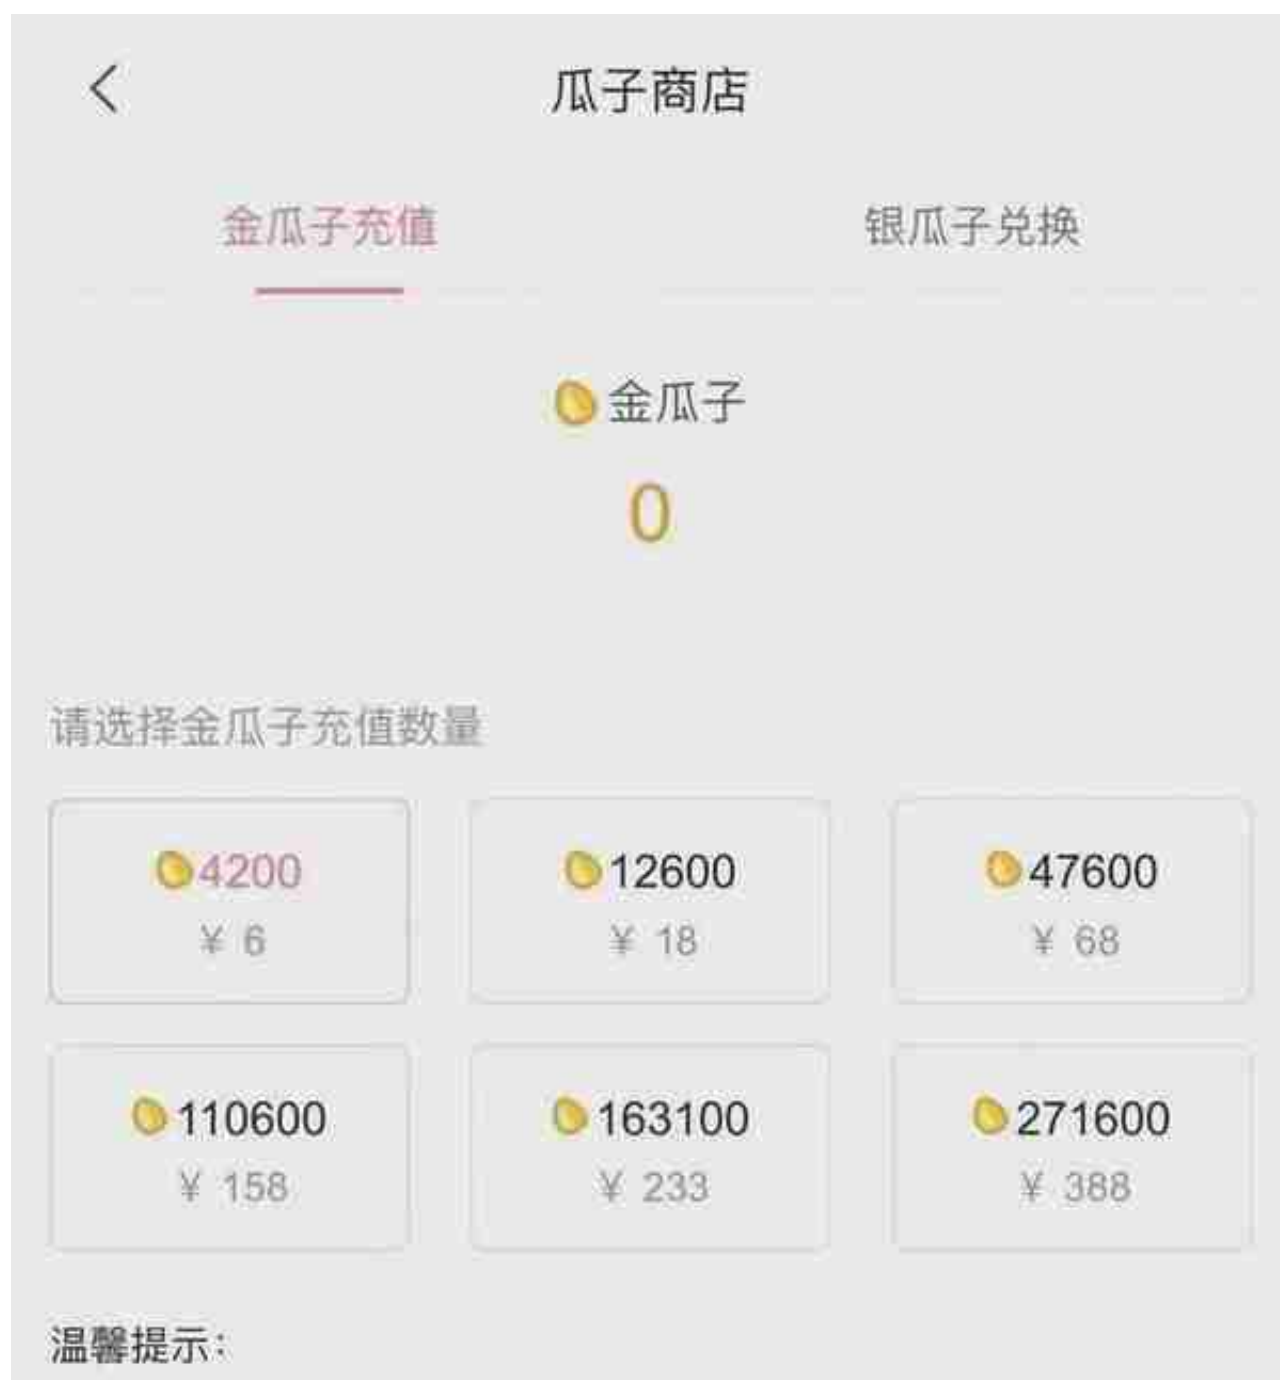 瓜子商店
金瓜子充值 银瓜子兑换
金瓜子
0
请选择金瓜子充值数量
4200 12600 47600
¥ 6 ¥ 18 ¥ 68
110600 163100 271600
¥ 158 ¥ 233 ¥ 388
温馨提示: